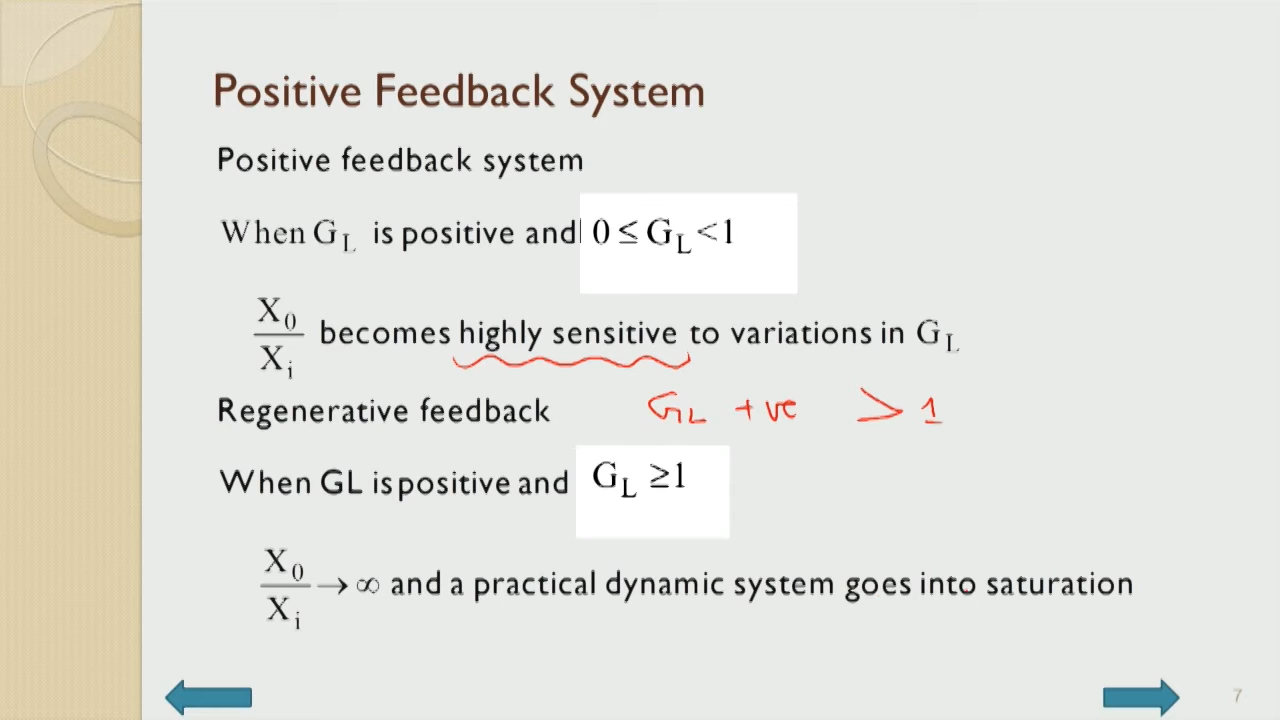 Positive Feedback System
Positive feedback system
When G_L is positive and 0 ≤ G_L < 1
X_0/X_i becomes highly sensitive to variations in G_L
Regenerative feedback G_L +ve > 1
When GL is positive and G_L ≥ 1
X_0/X_i → ∞ and a practical dynamic system goes into saturation
7